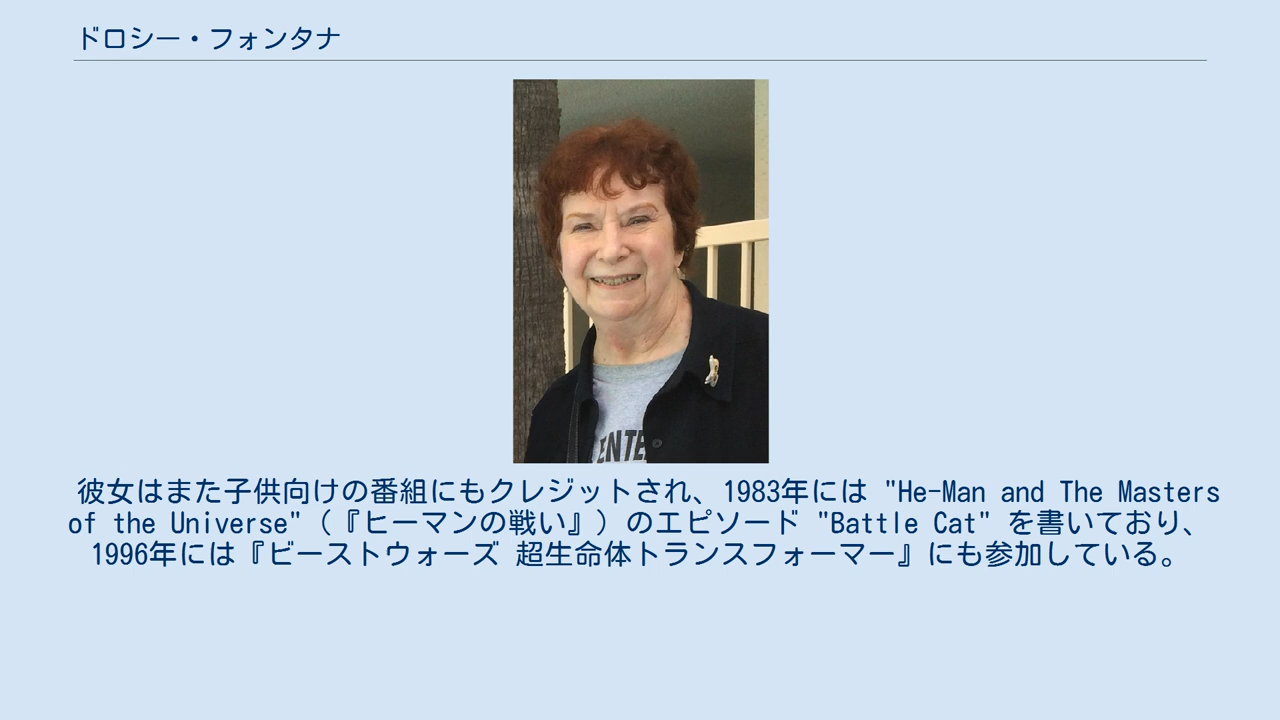 ドロシー・フォンタナ
ENTE
彼女はまた子供向けの番組にもクレジットされ、1983年には "He-Man and The Masters
of the Universe"（『ヒーマンの戦い』）のエピソード "Battle Cat" を書いており、
1996年には『ビーストウォーズ 超生命体トランスフォーマー』にも参加している。